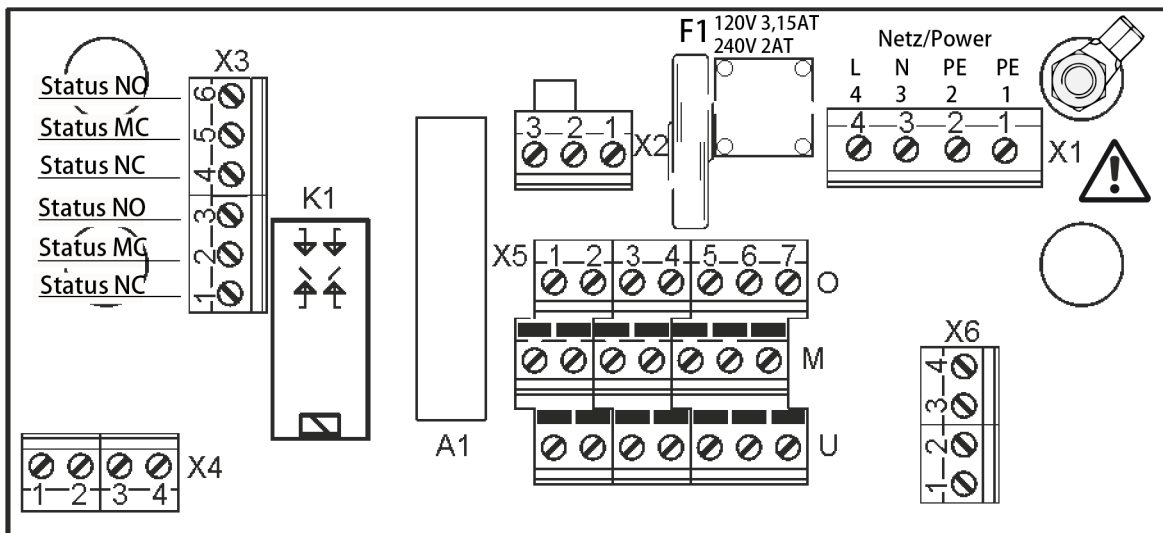 Status NO
Status MC
Status NC
Status NO
Status MC
Status NC
X3
6
5
4
3
2
1
K1
A1
3 2 1
X2
F1
120V 3,15AT
240V 2AT
Netz/Power
L N PE PE
4 3 2 1
4 3 2 1
X1
X5
1 2 3 4 5 6 7
O
M
U
X6
4
3
2
1
X4
1 2 3 4